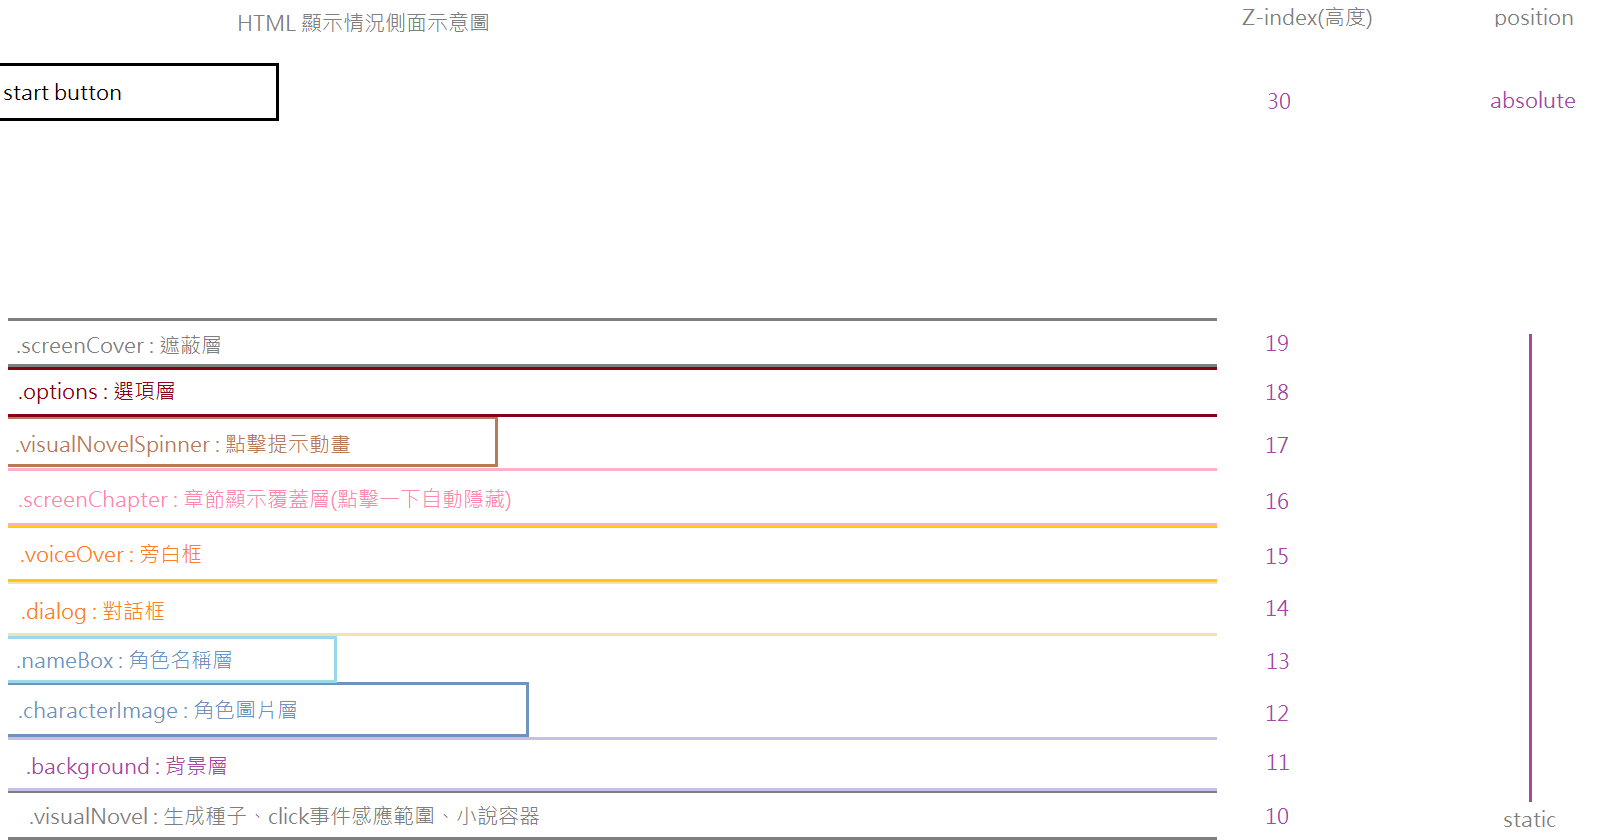 HTML 顯示情況側面示意圖 Z-index(高度) position
start button 30 absolute
.screenCover : 遮蔽層 19
.options : 選項層 18
.visualNovelSpinner : 點擊提示動畫 17
.screenChapter : 章節顯示覆蓋層(點擊一下自動隱藏) 16
.voiceOver : 旁白框 15
.dialog : 對話框 14
.nameBox : 角色名稱層 13
.characterImage : 角色圖片層 12
.background : 背景層 11
.visualNovel : 生成種子、click事件感應範圍、小說容器 10 static